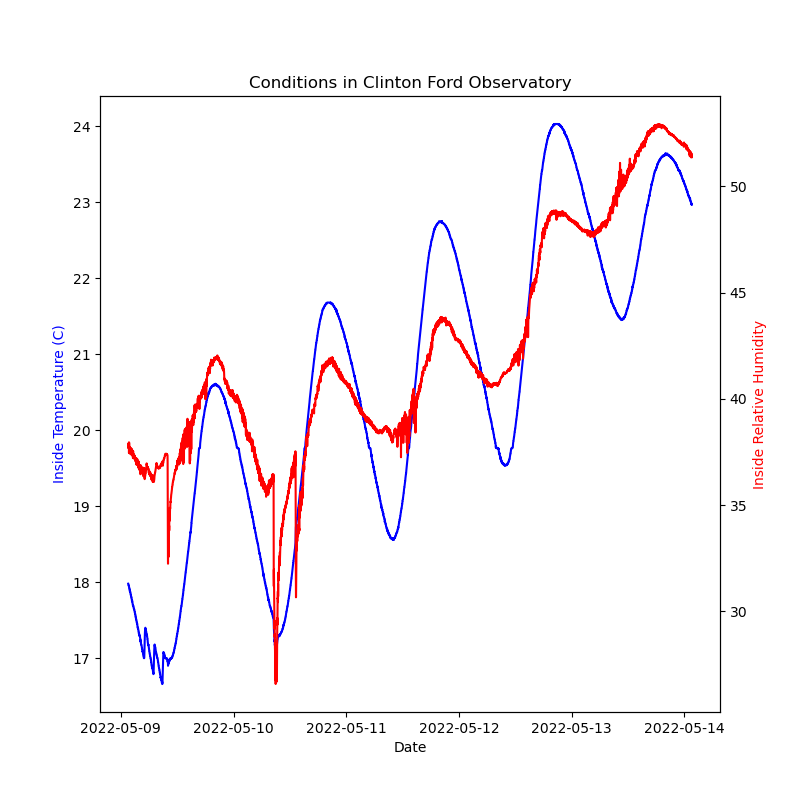 Conditions in Clinton Ford Observatory
24
23
22
21
20
19
18
17
Inside Temperature (C)
50
45
40
35
30
Inside Relative Humidity
2022-05-09 2022-05-10 2022-05-11 2022-05-12 2022-05-13 2022-05-14
Date